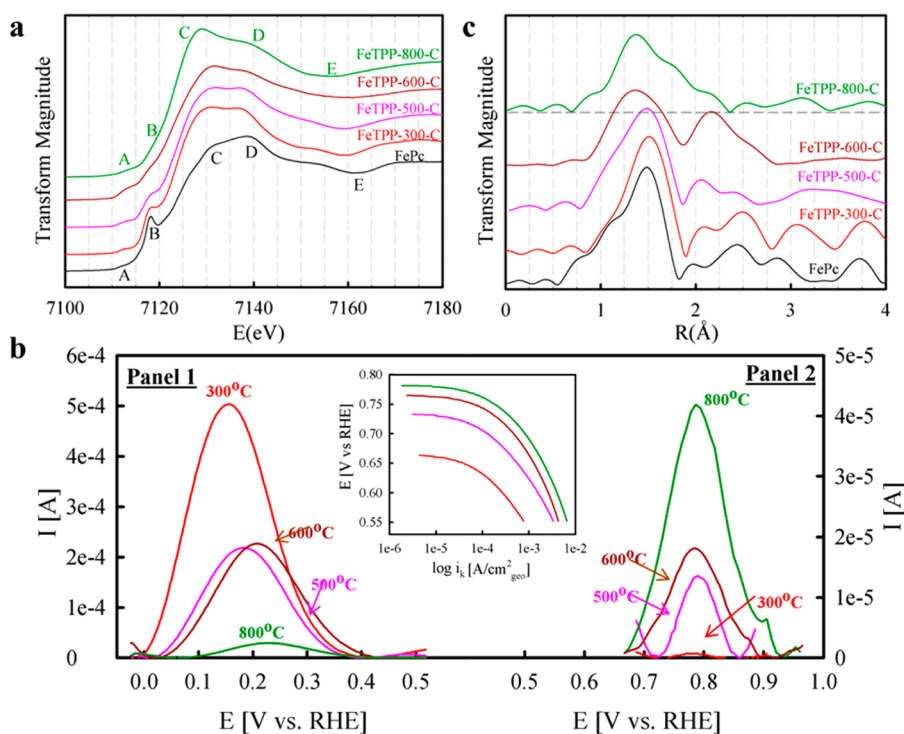 a
Transform Magnitude
C
D
E
B
A
FeTPP-800-C
FeTPP-600-C
FeTPP-500-C
FeTPP-300-C
FePc
C
D
E
B
A
7100
7120
7140
7160
7180
E(eV)
c
Transform Magnitude
FeTPP-800-C
FeTPP-600-C
FeTPP-500-C
FeTPP-300-C
FePc
0
1
2
3
4
R(Å)
b
I [A]
6e-4
5e-4
4e-4
3e-4
2e-4
1e-4
0
Panel 1
300°C
600°C
500°C
800°C
0.0
0.1
0.2
0.3
0.4
0.5
E [V vs. RHE]
E [V vs RHE]
0.80
0.75
0.70
0.65
0.60
0.55
1e-6
1e-5
1e-4
1e-3
1e-2
log iₖ [A/cm²geo]
Panel 2
800°C
600°C
500°C
300°C
0.5
0.6
0.7
0.8
0.9
1.0
E [V vs. RHE]
5e-5
4e-5
3e-5
2e-5
1e-5
0
I [A]